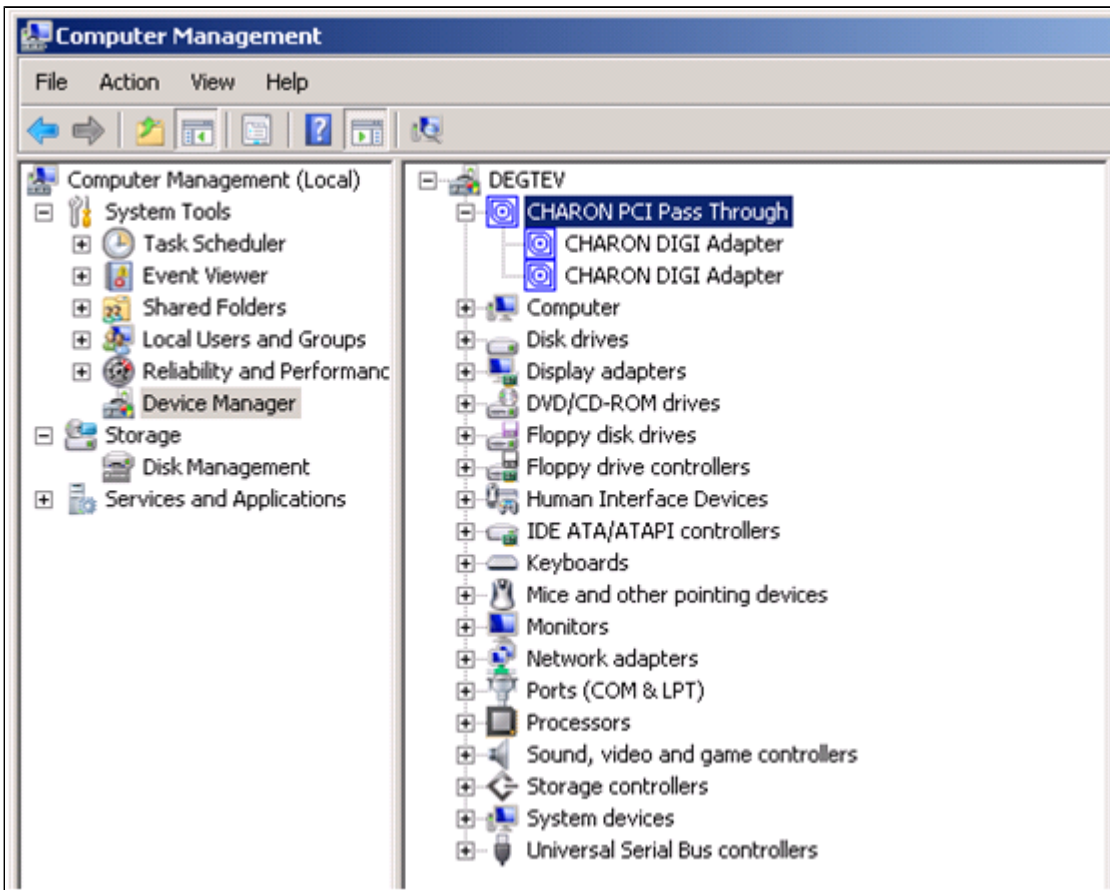 Computer Management
File Action View Help
Computer Management (Local)
System Tools
Task Scheduler
Event Viewer
Shared Folders
Local Users and Groups
Reliability and Performanc
Device Manager
Storage
Disk Management
Services and Applications
DEGTEV
CHARON PCI Pass Through
CHARON DIGI Adapter
CHARON DIGI Adapter
Computer
Disk drives
Display adapters
DVD/CD-ROM drives
Floppy disk drives
Floppy drive controllers
Human Interface Devices
IDE ATA/ATAPI controllers
Keyboards
Mice and other pointing devices
Monitors
Network adapters
Ports (COM & LPT)
Processors
Sound, video and game controllers
Storage controllers
System devices
Universal Serial Bus controllers